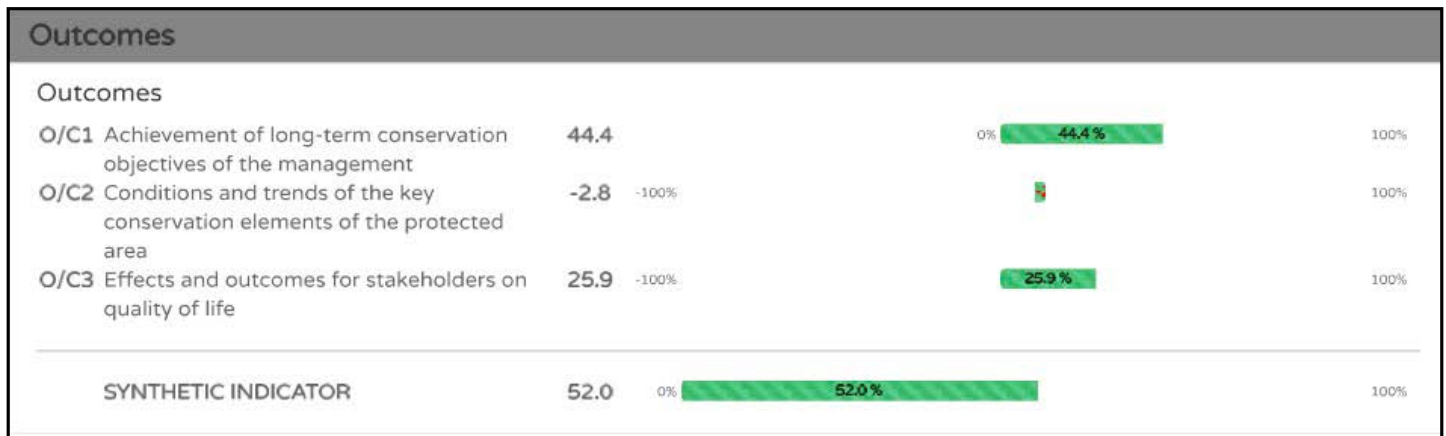 Outcomes
Outcomes
O/C1 Achievement of long-term conservation 44.4 0% 44.4 % 100%
objectives of the management
O/C2 Conditions and trends of the key -2.8 -100% 100%
conservation elements of the protected
area
O/C3 Effects and outcomes for stakeholders on 25.9 -100% 25.9 % 100%
quality of life
SYNTHETIC INDICATOR 52.0 0% 52.0 % 100%